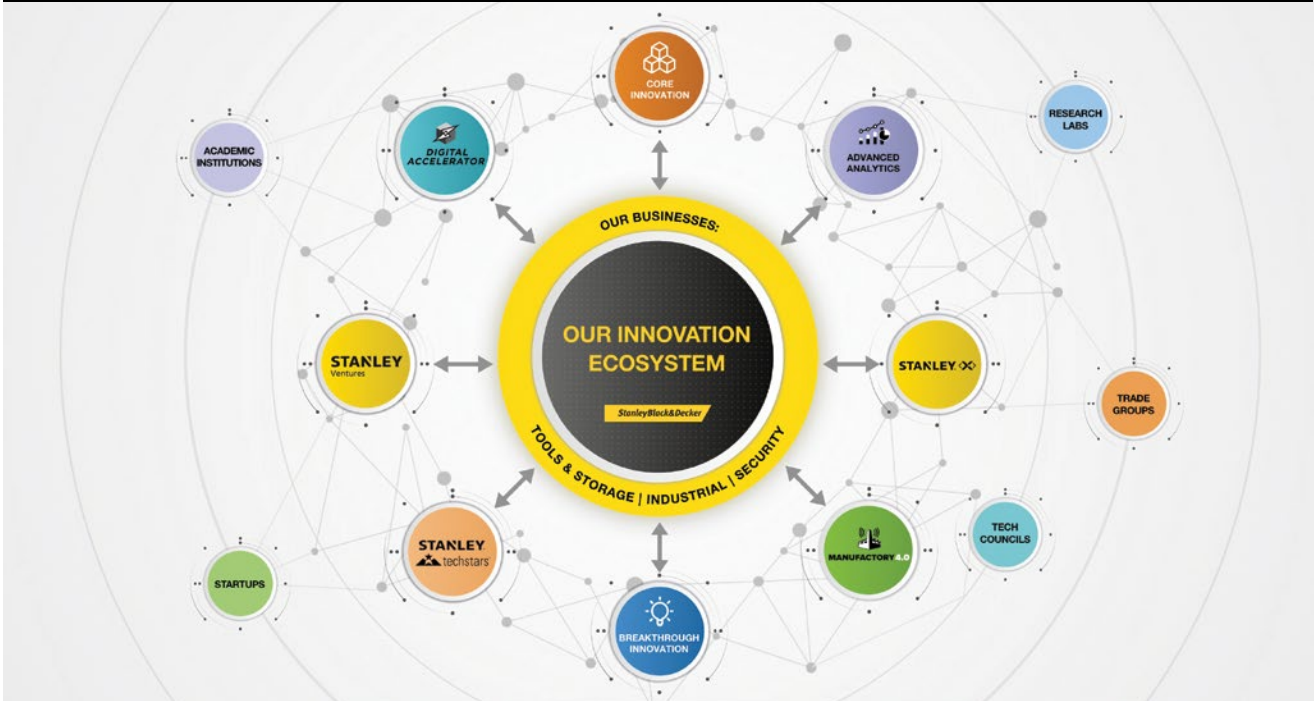 CORE
INNOVATION
RESEARCH
LABS
ACADEMIC
INSTITUTIONS
DIGITAL
ACCELERATOR
ADVANCED
ANALYTICS
OUR BUSINESSES:
OUR INNOVATION
ECOSYSTEM
StanleyBlack&Decker
TOOLS & STORAGE | INDUSTRIAL | SECURITY
STANLEY
Ventures
STANLEY X
TRADE
GROUPS
STANLEY
techstars
MANUFACTORY 4.0
TECH
COUNCILS
STARTUPS
BREAKTHROUGH
INNOVATION